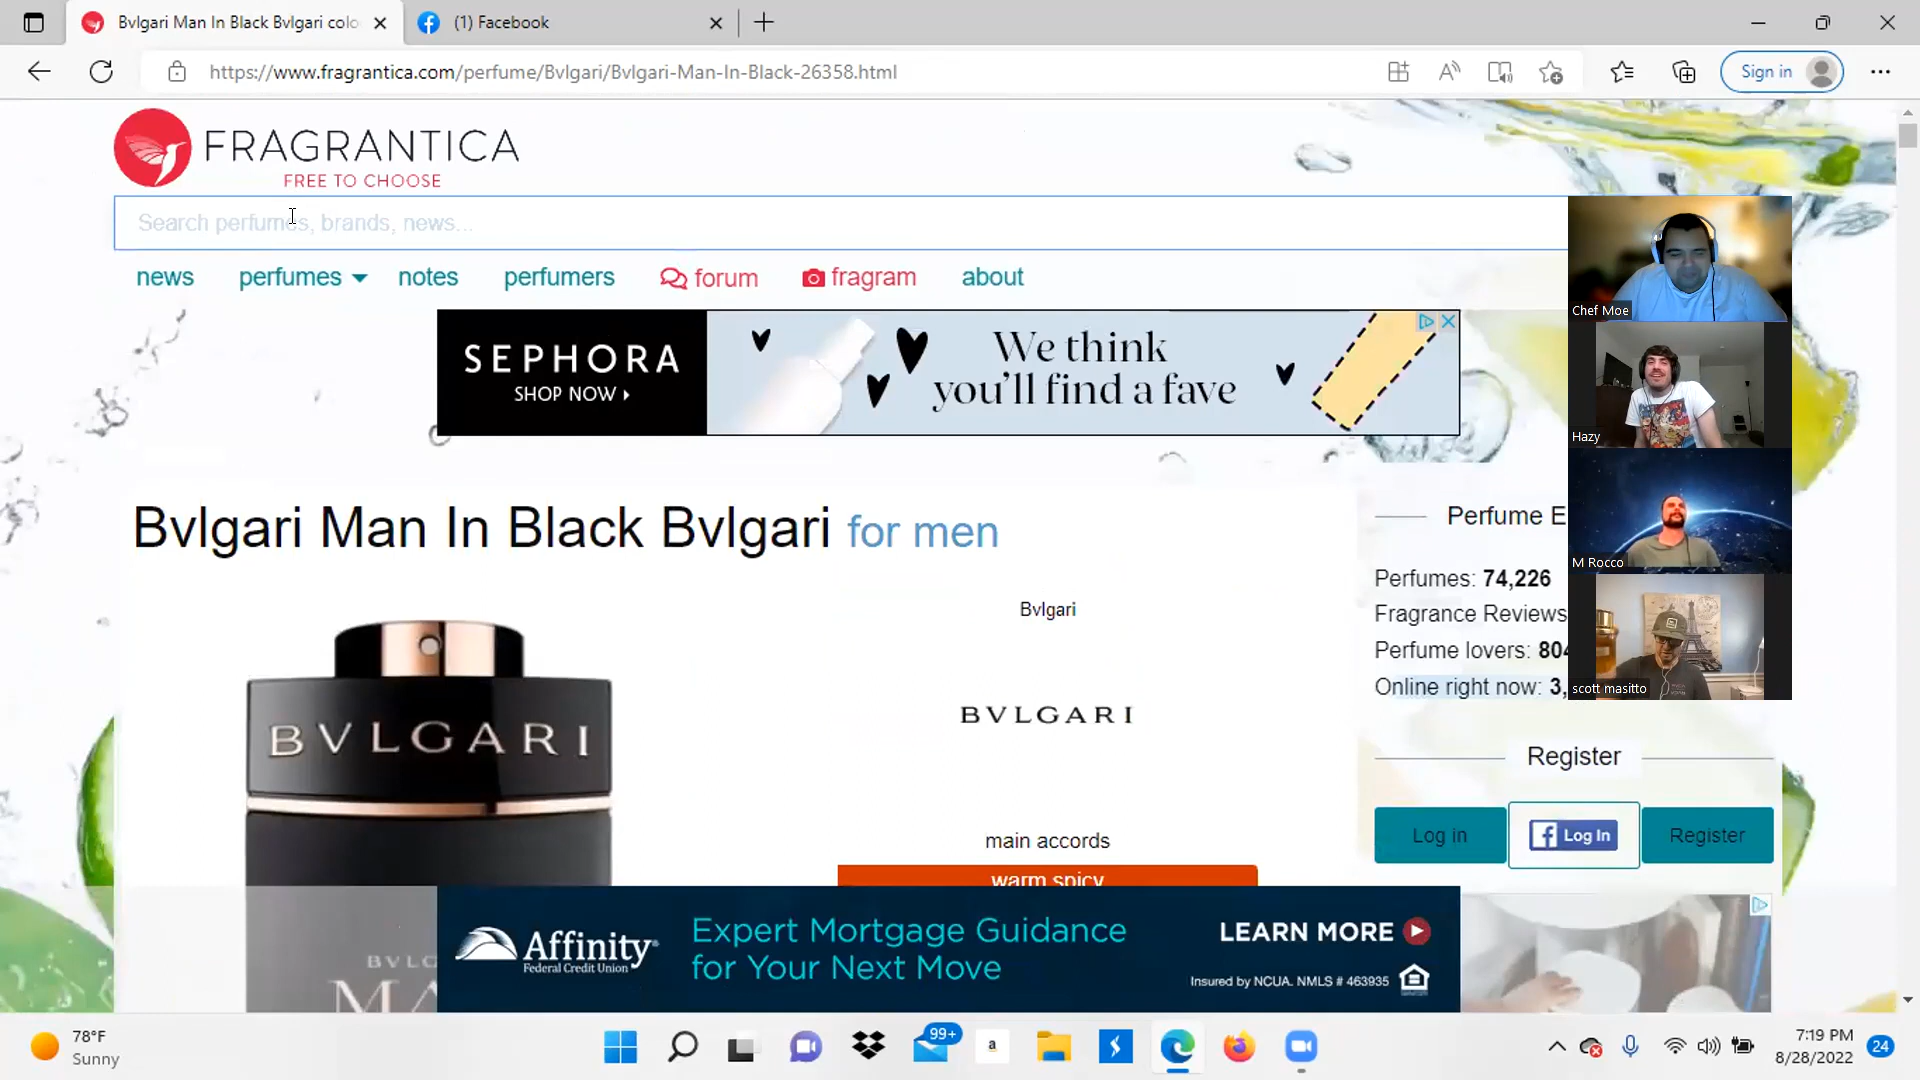 Bvlgari Man In Black Bvlgari colo
(1) Facebook
https://www.fragrantica.com/perfume/Bvlgari/Bvlgari-Man-In-Black-26358.html
Sign in
FRAGRANTICA
FREE TO CHOOSE
Search perfumes, brands, news...
news perfumes notes perfumers forum fragram about
SEPHORA
SHOP NOW
We think
you'll find a fave
Chef Moe
Hazy
M Rocco
scott masitto
Bvlgari Man In Black Bvlgari for men
Bvlgari
BVLGARI
main accords
warm spicy
BVLGARI
BVLG
MA
Perfume E
Perfumes: 74,226
Fragrance Reviews
Perfume lovers: 804
Online right now: 3,
Register
Log in
Log In
Register
Affinity
Federal Credit Union
Expert Mortgage Guidance
for Your Next Move
LEARN MORE
Insured by NCUA. NMLS # 463935
78°F
Sunny
99+
a
7:19 PM
8/28/2022
24